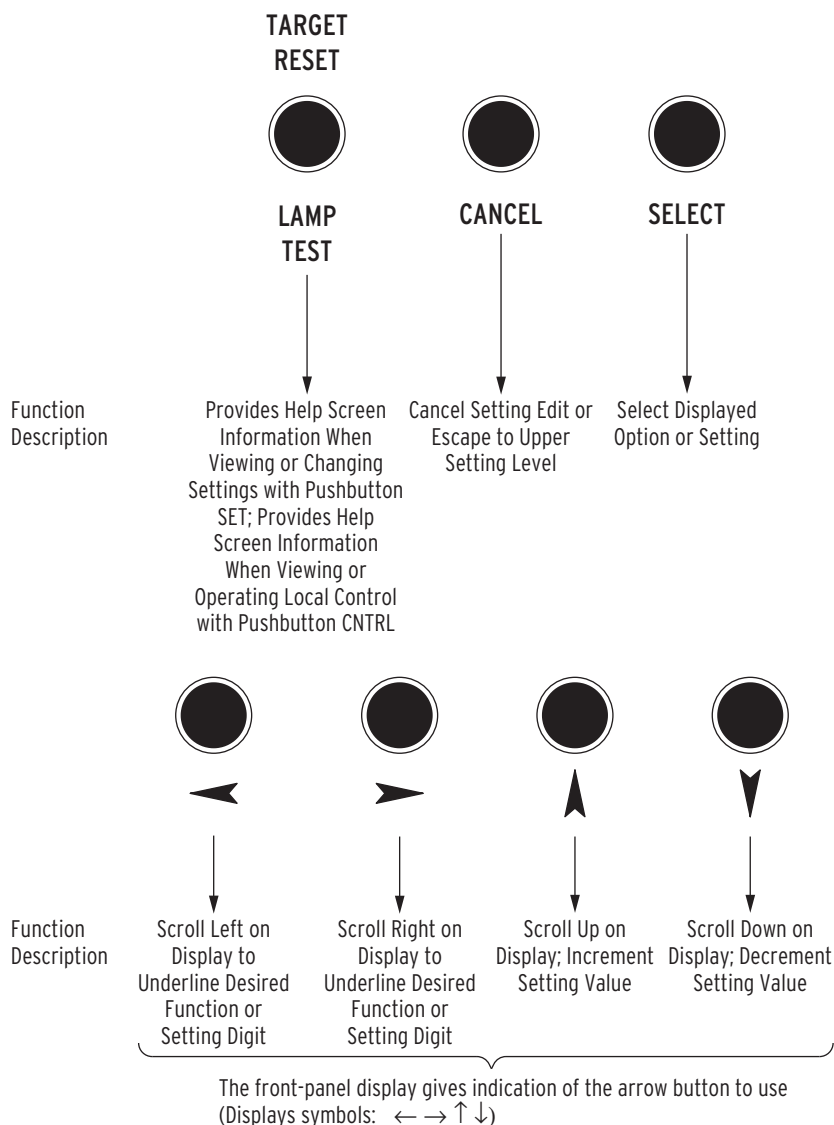 TARGET
RESET
LAMP
TEST
CANCEL
SELECT
Function
Description
Provides Help Screen
Information When
Viewing or Changing
Settings with Pushbutton
SET; Provides Help
Screen Information
When Viewing or
Operating Local Control
with Pushbutton CNTRL
Cancel Setting Edit or
Escape to Upper
Setting Level
Select Displayed
Option or Setting
Function
Description
Scroll Left on
Display to
Underline Desired
Function or
Setting Digit
Scroll Right on
Display to
Underline Desired
Function or
Setting Digit
Scroll Up on
Display; Increment
Setting Value
Scroll Down on
Display; Decrement
Setting Value
The front-panel display gives indication of the arrow button to use
(Displays symbols: ← → ↑ ↓)